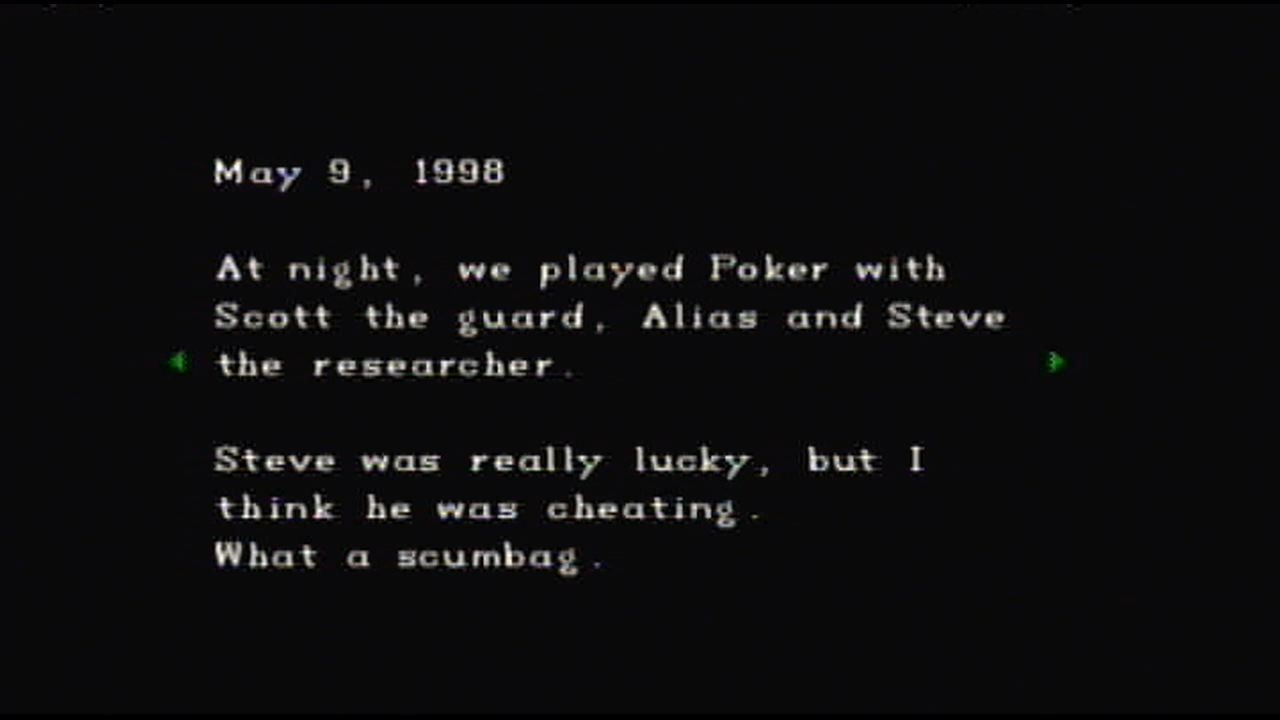 May 9, 1998
At night, we played Poker with
Scott the guard, Alias and Steve
the researcher.
Steve was really lucky, but I
think he was cheating.
What a scumbag.